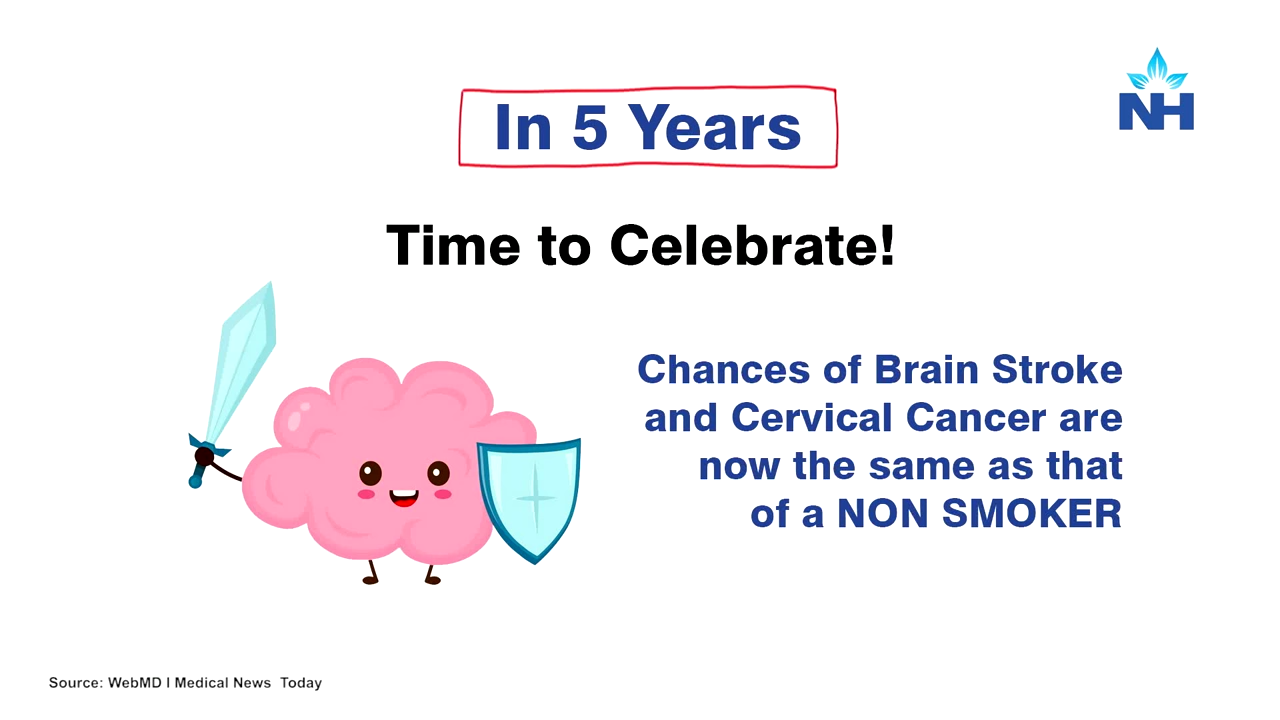 In 5 Years
NH
Time to Celebrate!
Chances of Brain Stroke
and Cervical Cancer are
now the same as that
of a NON SMOKER
Source: WebMD I Medical News  Today